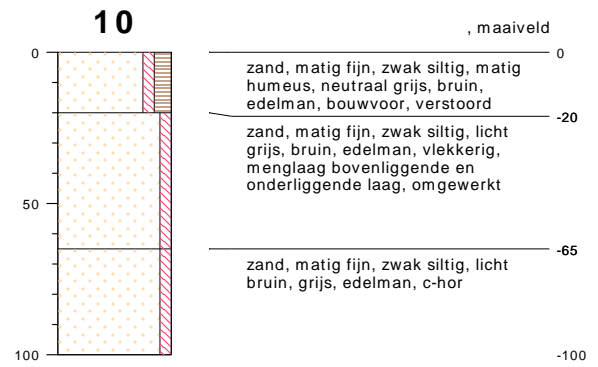 10
, maaiveld
0
0
zand, matig fijn, zwak siltig, matig
humeus, neutraal grijs, bruin,
edelman, bouwvoor, verstoord
-20
zand, matig fijn, zwak siltig, licht
grijs, bruin, edelman, vlekkerig,
menglaag bovenliggende en
onderliggende laag, omgewerkt
50
-65
zand, matig fijn, zwak siltig, licht
bruin, grijs, edelman, c-hor
100
-100